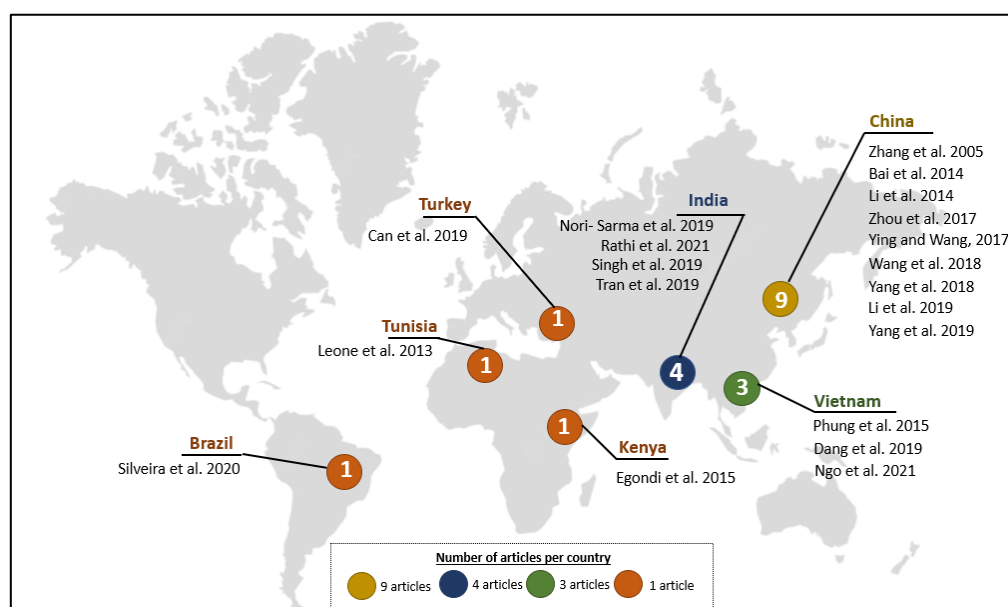 China
Zhang et al. 2005
Bai et al. 2014
Li et al. 2014
Zhou et al. 2017
Ying and Wang, 2017
Wang et al. 2018
Yang et al. 2018
Li et al. 2019
Yang et al. 2019
9
India
Nori- Sarma et al. 2019
Rathi et al. 2021
Singh et al. 2019
Tran et al. 2019
4
Turkey
Can et al. 2019
1
Tunisia
Leone et al. 2013
1
Vietnam
Phung et al. 2015
Dang et al. 2019
Ngo et al. 2021
3
Kenya
Egondi et al. 2015
1
Brazil
Silveira et al. 2020
1
Number of articles per country
9 articles
4 articles
3 articles
1 article